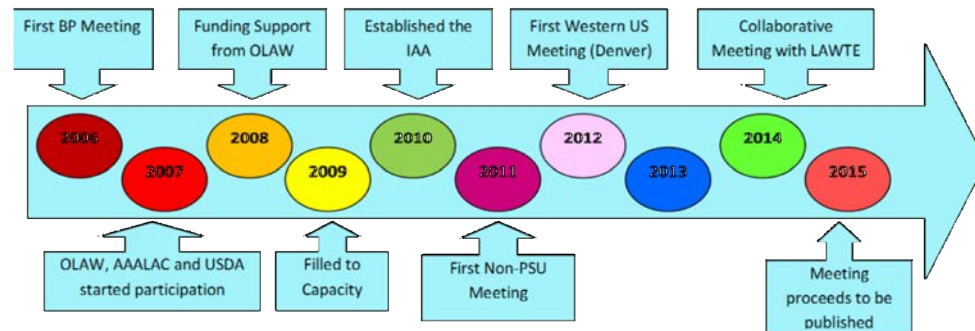 First BP Meeting
Funding Support
from OLAW
Established the
IAA
First Western US
Meeting (Denver)
Collaborative
Meeting with LAWTE
2006
2007
2008
2009
2010
2011
2012
2013
2014
2015
OLAW, AAALAC and USDA
started participation
Filled to
Capacity
First Non-PSU
Meeting
Meeting
proceeds to be
published